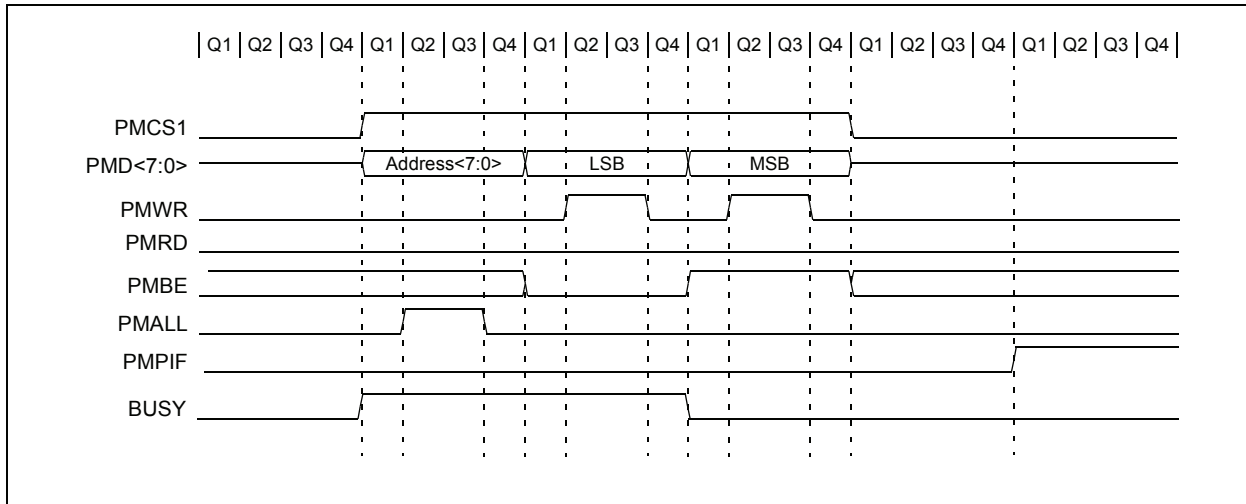 Q1 Q2 Q3 Q4 Q1 Q2 Q3 Q4 Q1 Q2 Q3 Q4 Q1 Q2 Q3 Q4 Q1 Q2 Q3 Q4 Q1 Q2 Q3 Q4
PMCS1
PMD<7:0> Address<7:0> LSB MSB
PMWR
PMRD
PMBE
PMALL
PMPIF
BUSY